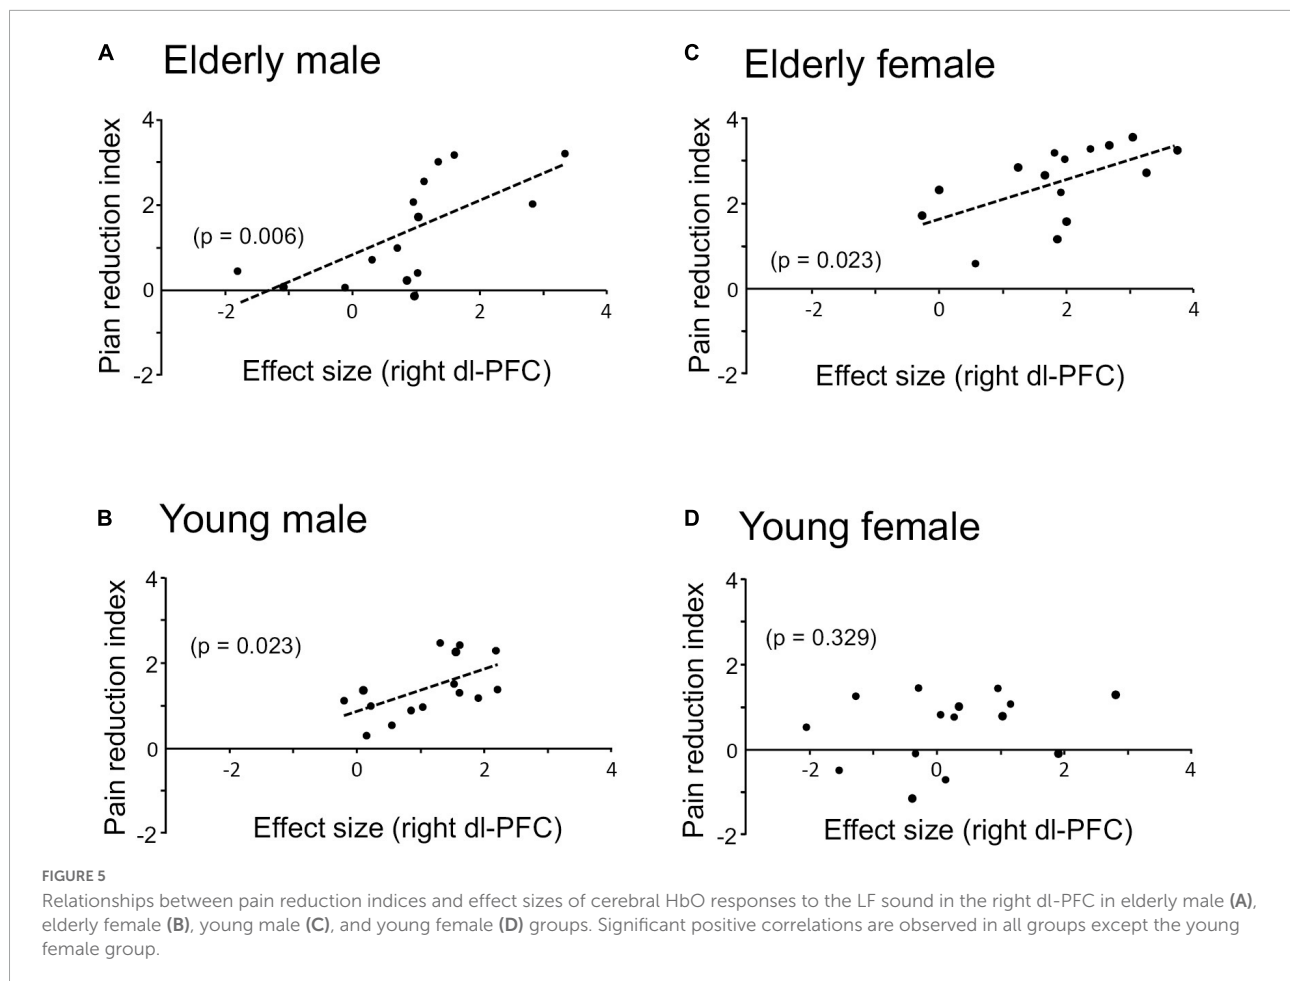 A Elderly male
4
2
0
-2
Pian reduction index
(p = 0.006)
-2 0 2 4
Effect size (right dl-PFC)
C Elderly female
4
2
0
-2
Pain reduction index
(p = 0.023)
-2 0 2 4
Effect size (right dl-PFC)
B Young male
4
2
0
-2
Pain reduction index
(p = 0.023)
-2 0 2 4
Effect size (right dl-PFC)
D Young female
4
2
0
-2
Pain reduction index
(p = 0.329)
-2 0 2 4
Effect size (right dl-PFC)
FIGURE 5
Relationships between pain reduction indices and effect sizes of cerebral HbO responses to the LF sound in the right dl-PFC in elderly male (A),
elderly female (B), young male (C), and young female (D) groups. Significant positive correlations are observed in all groups except the young
female group.